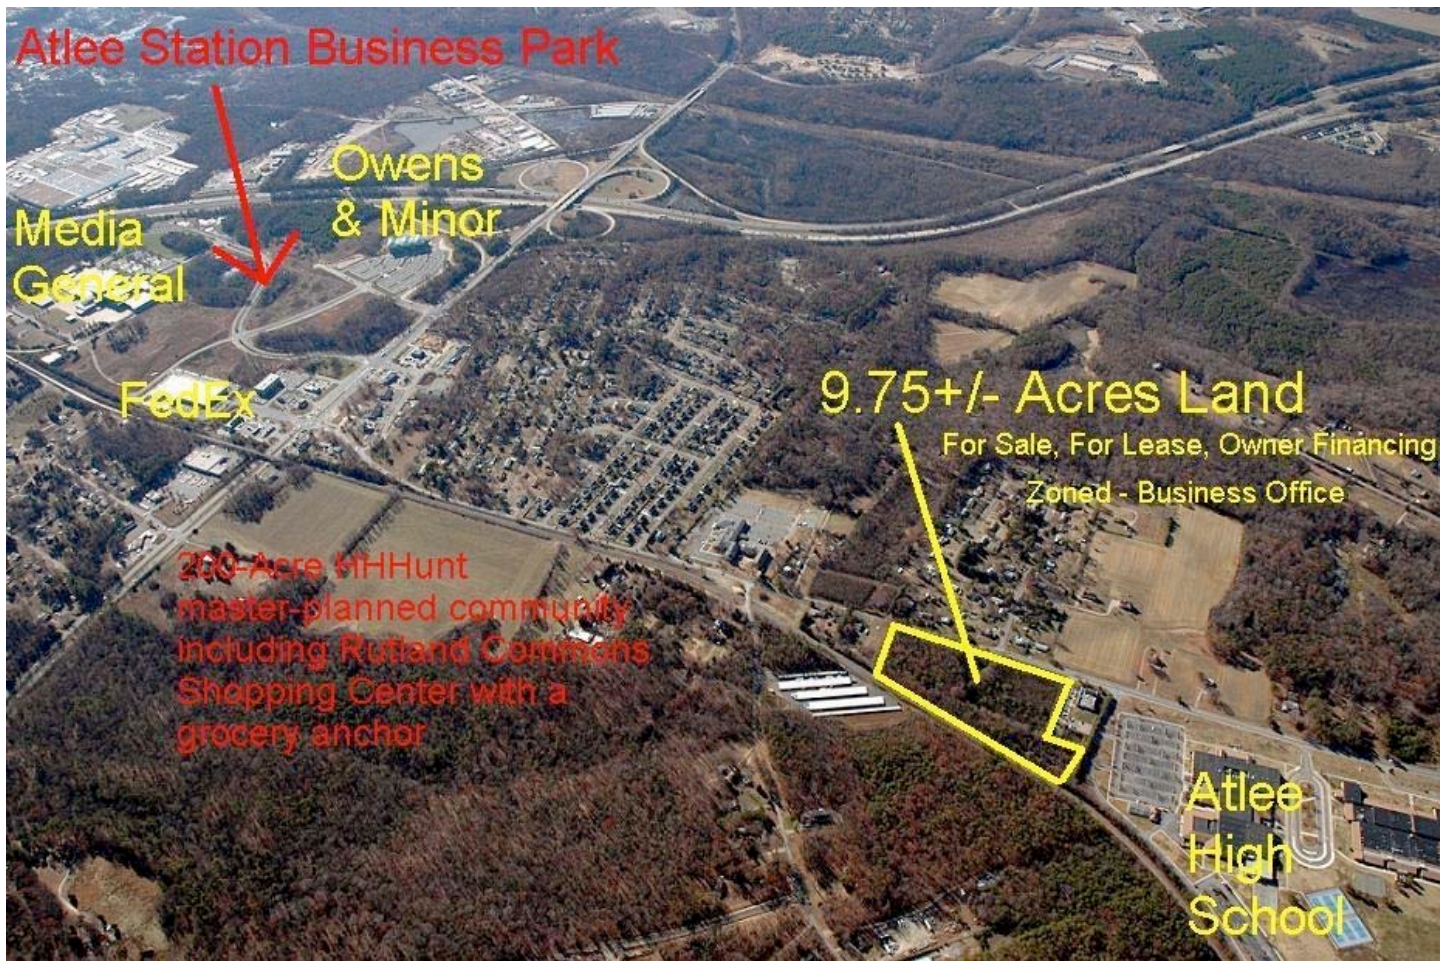 Atlee Station Business Park
Owens
& Minor
Media
General
FedEx
9.75+/- Acres Land
For Sale, For Lease, Owner Financing
Zoned - Business Office
200-Acre HHHunt
master-planned community
including Rutland Commons
Shopping Center with a
grocery anchor
Atlee
High
School